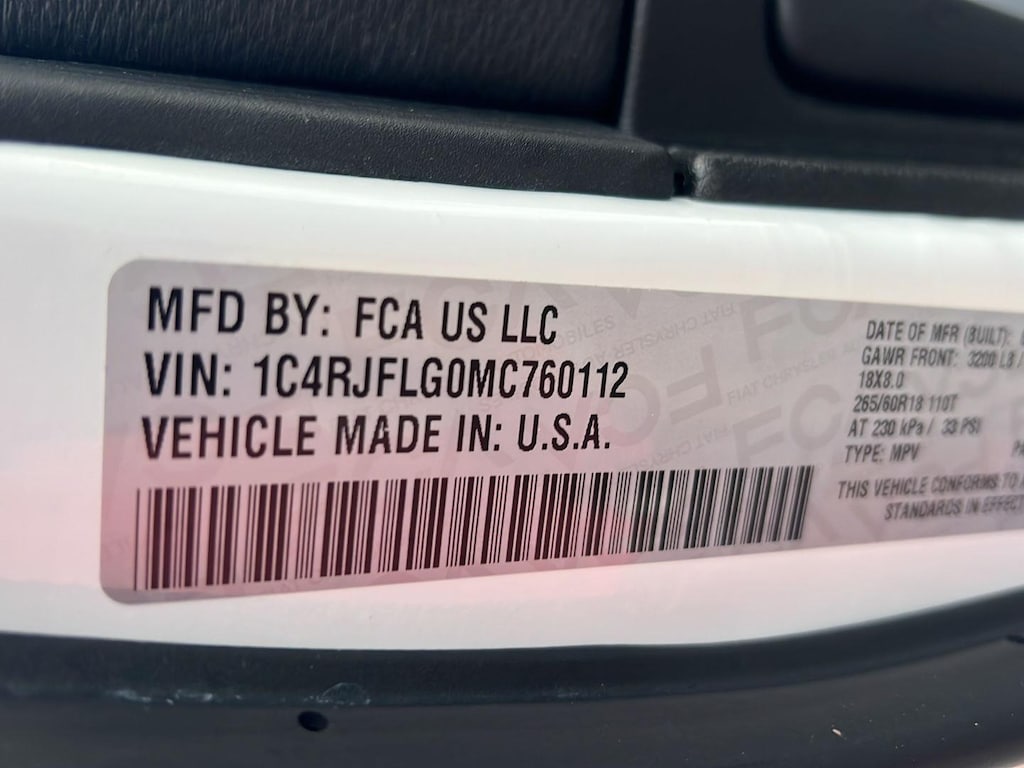 MFD BY: FCA US LLC
VIN: 1C4RJFLG0MC760112
VEHICLE MADE IN: U.S.A.
DATE OF MFR (BUILT):
GAWR FRONT: 3200 LB /
18X8.0
265/60R18 110T
AT 230 kPa / 33 PSI
TYPE: MPV
THIS VEHICLE CONFORMS TO
STANDARDS IN EFFECT